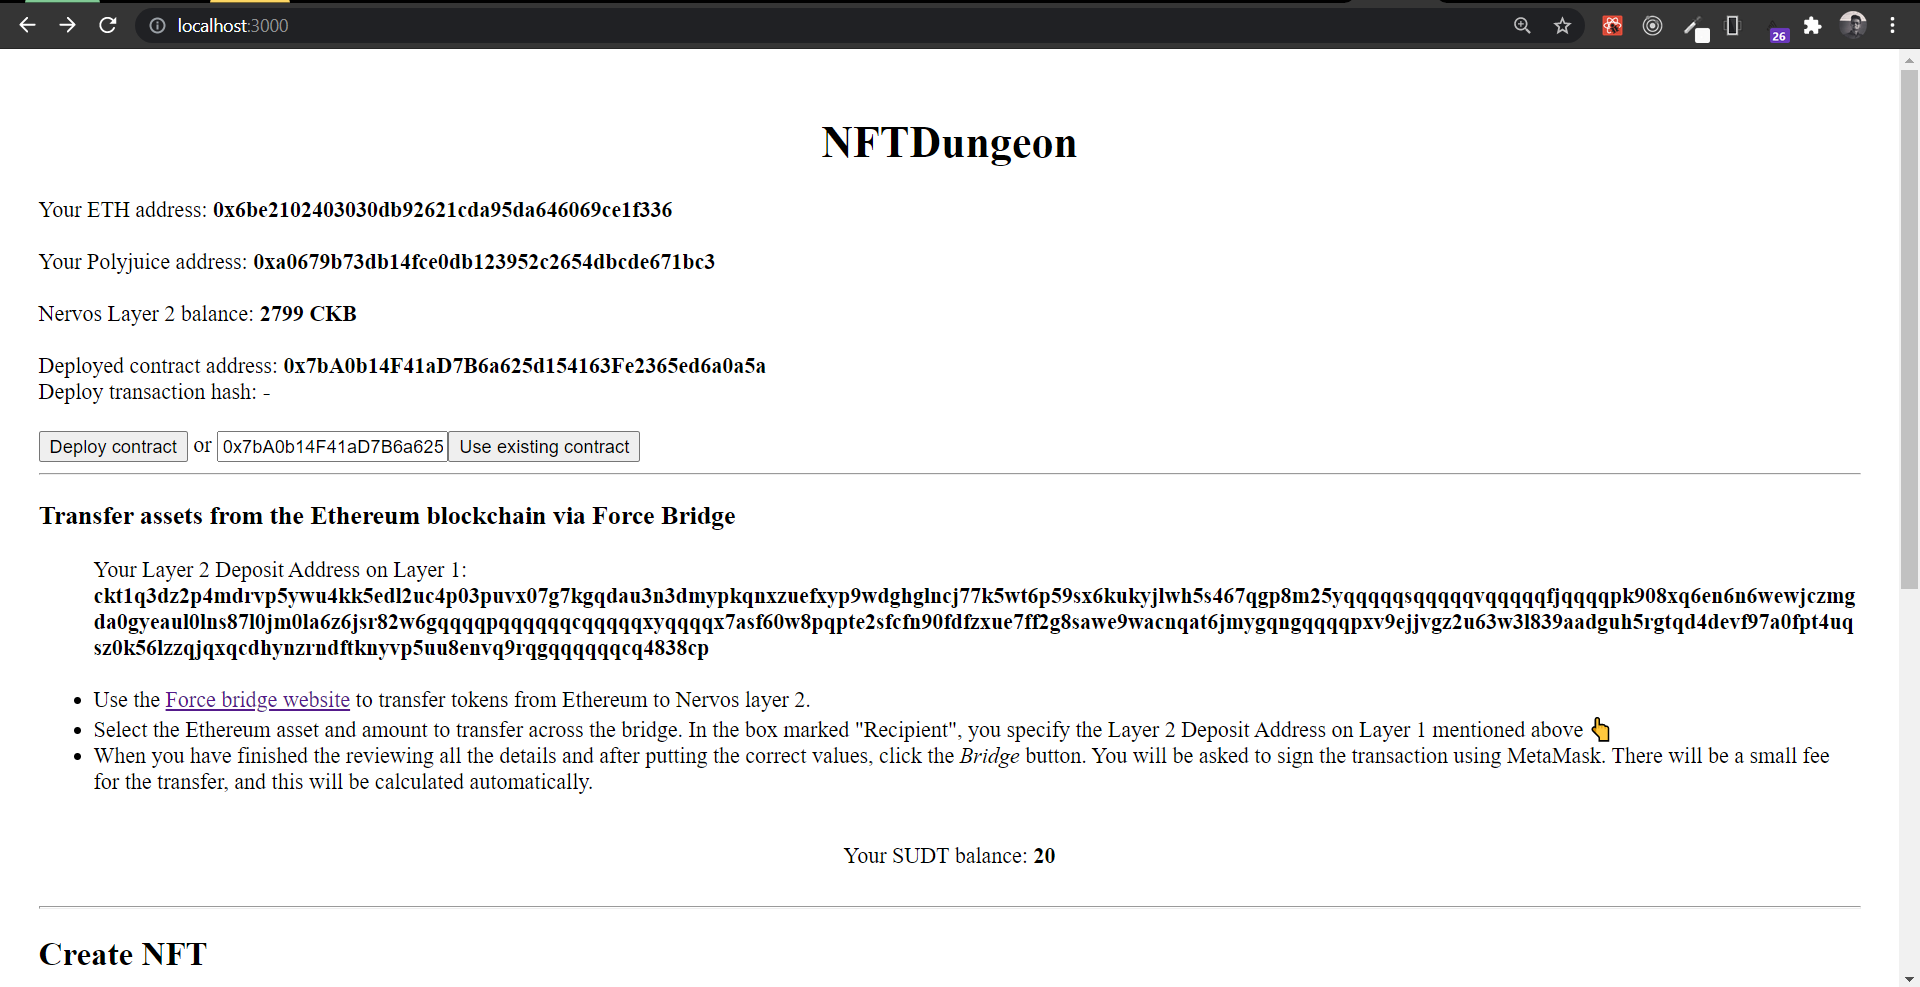 localhost:3000
26
NFTDungeon
Your ETH address: 0x6be2102403030db92621cda95da646069ce1f336
Your Polyjuice address: 0xa0679b73db14fce0db123952c2654dbcde671bc3
Nervos Layer 2 balance: 2799 CKB
Deployed contract address: 0x7bA0b14F41aD7B6a625d154163Fe2365ed6a0a5a
Deploy transaction hash: -
Deploy contract or 0x7bA0b14F41aD7B6a625 Use existing contract
Transfer assets from the Ethereum blockchain via Force Bridge
Your Layer 2 Deposit Address on Layer 1:
ckt1q3dz2p4mdrvp5ywu4kk5edl2uc4p03puvx07g7kgqdau3n3dmypkqnxzuefxyp9wdghglncj77k5wt6p59sx6kukyjlwh5s467qgp8m25yqqqqqsqqqqqvqqqqqfjqqqqpk908xq6en6n6wewjczmg
da0gyeaul0lns87l0jm0la6z6jsr82w6gqqqqpqqqqqqcqqqqqxyqqqqx7asf60w8pqpte2sfcfn90fdfzxue7ff2g8sawe9wacnqat6jmygqngqqqqpxv9ejjvgz2u63w3l839aadguh5rgtqd4devf97a0fpt4uq
sz0k56lzzqjqxqcdhynzrndftknyvp5uu8envq9rqgqqqqqqcq4838cp
• Use the Force bridge website to transfer tokens from Ethereum to Nervos layer 2.
• Select the Ethereum asset and amount to transfer across the bridge. In the box marked "Recipient", you specify the Layer 2 Deposit Address on Layer 1 mentioned above 👆
• When you have finished the reviewing all the details and after putting the correct values, click the Bridge button. You will be asked to sign the transaction using MetaMask. There will be a small fee
for the transfer, and this will be calculated automatically.
Your SUDT balance: 20
Create NFT